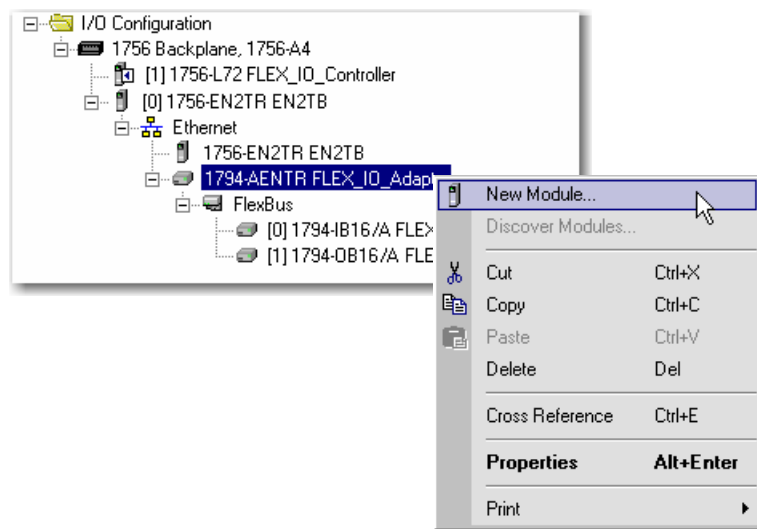 I/O Configuration
1756 Backplane, 1756-A4
[1] 1756-L72 FLEX_IO_Controller
[0] 1756-EN2TR EN2TB
Ethernet
1756-EN2TR EN2TB
1794-AENTR FLEX_IO_Adapt
FlexBus
[0] 1794-IB16/A FLEX
[1] 1794-OB16/A FLE
New Module...
Discover Modules...
Cut Ctrl+X
Copy Ctrl+C
Paste Ctrl+V
Delete Del
Cross Reference Ctrl+E
Properties Alt+Enter
Print